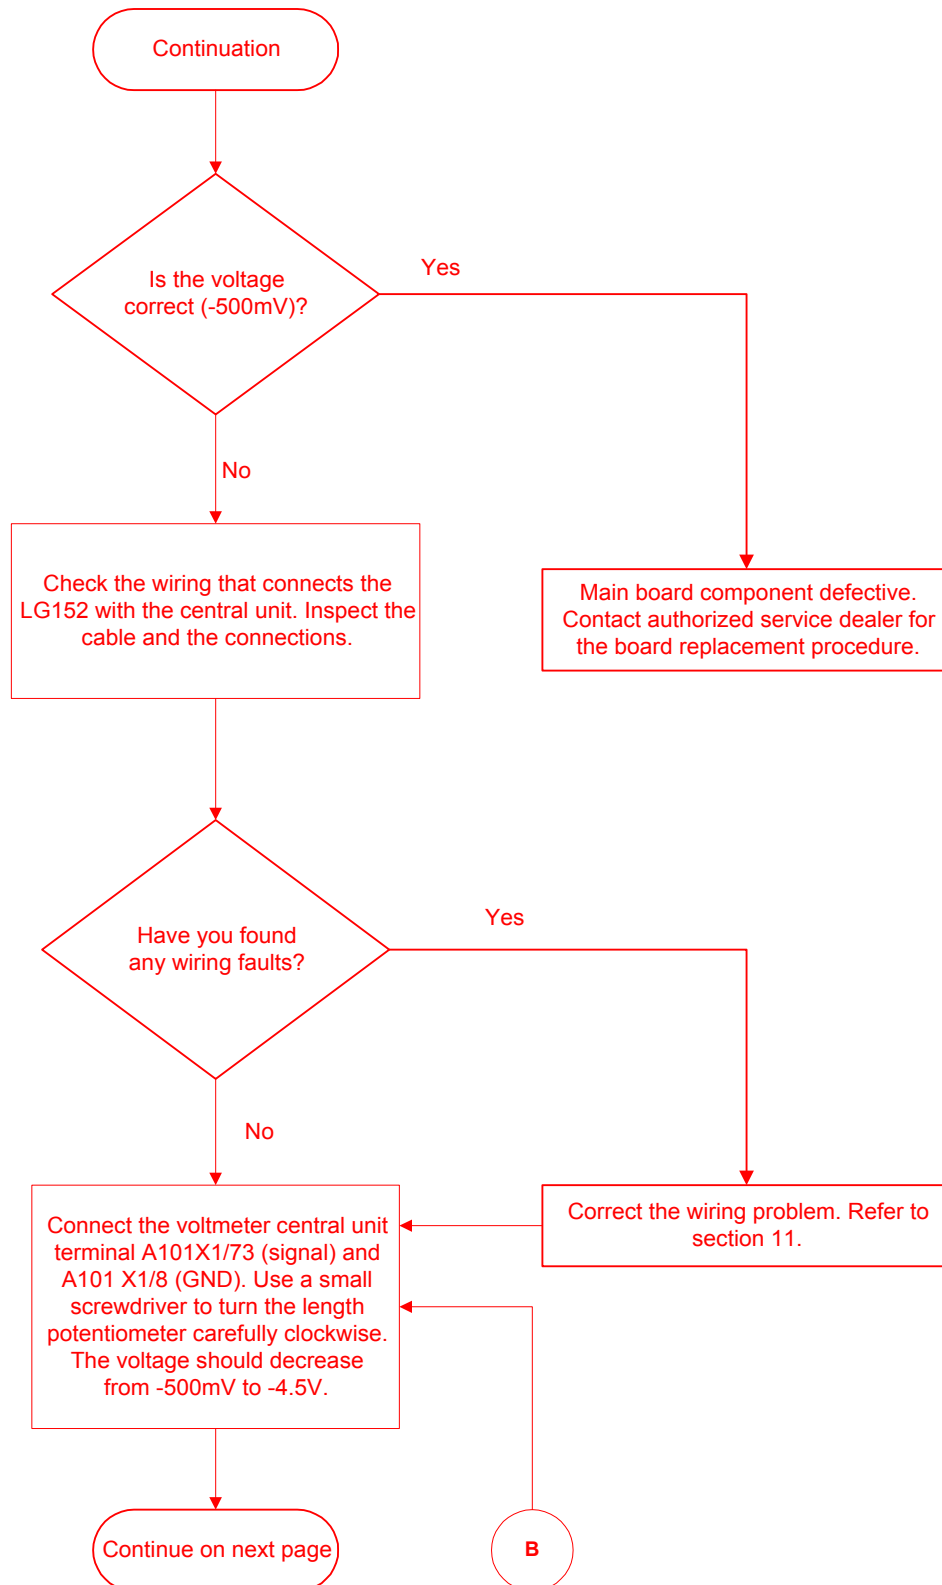 Continuation
Is the voltage
correct (-500mV)?
Yes
No
Check the wiring that connects the
LG152 with the central unit. Inspect the
cable and the connections.
Main board component defective.
Contact authorized service dealer for
the board replacement procedure.
Have you found
any wiring faults?
Yes
No
Connect the voltmeter central unit
terminal A101X1/73 (signal) and
A101 X1/8 (GND). Use a small
screwdriver to turn the length
potentiometer carefully clockwise.
The voltage should decrease
from -500mV to -4.5V.
Correct the wiring problem. Refer to
section 11.
Continue on next page
B